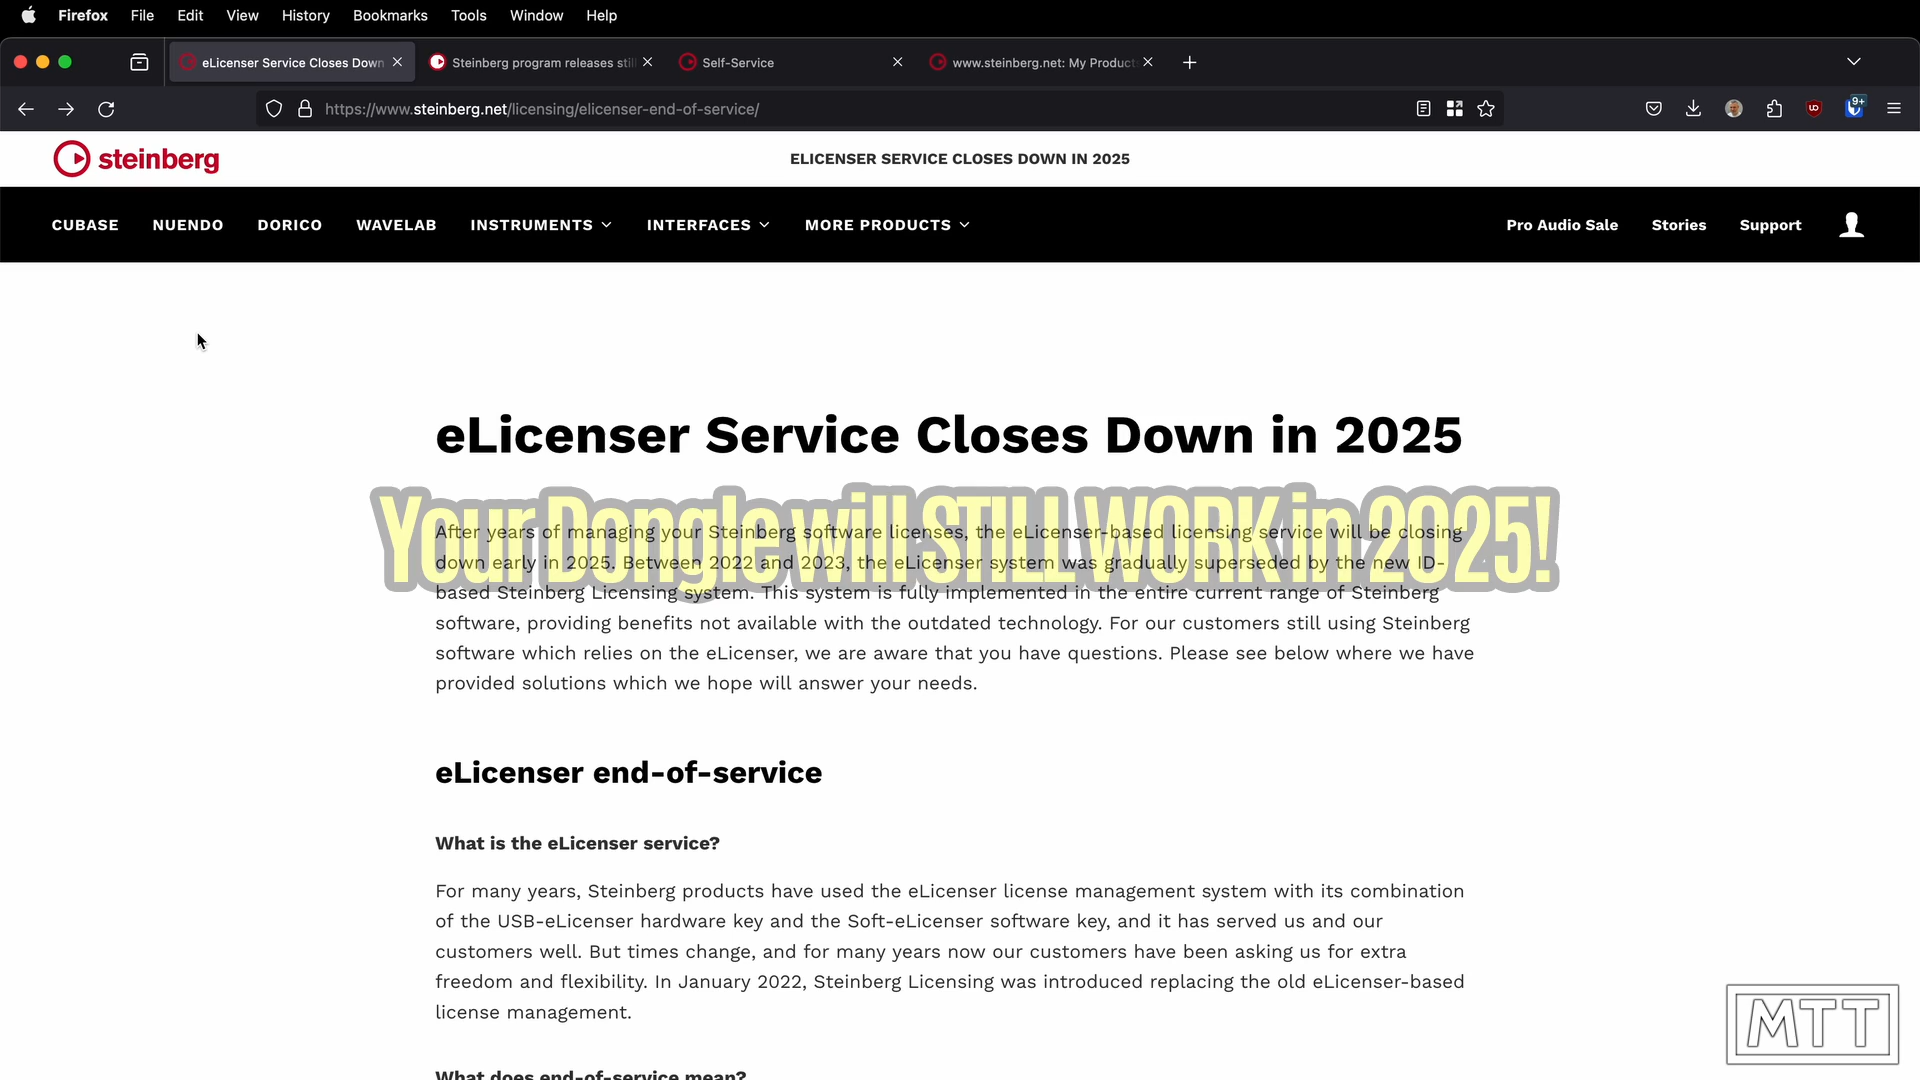 Firefox File Edit View History Bookmarks Tools Window Help
eLicenser Service Closes Down Steinberg program releases still Self-Service www.steinberg.net: My Product
https://www.steinberg.net/licensing/elicenser-end-of-service/ 9+
steinberg ELICENSER SERVICE CLOSES DOWN IN 2025
CUBASE NUENDO DORICO WAVELAB INSTRUMENTS INTERFACES MORE PRODUCTS Pro Audio Sale Stories Support
eLicenser Service Closes Down in 2025
Your Dongle will STILL WORK in 2025!
After years of managing your Steinberg software licenses, the eLicenser-based licensing service will be closing
down early in 2025. Between 2022 and 2023, the eLicenser system was gradually superseded by the new ID-
based Steinberg Licensing system. This system is fully implemented in the entire current range of Steinberg
software, providing benefits not available with the outdated technology. For our customers still using Steinberg
software which relies on the eLicenser, we are aware that you have questions. Please see below where we have
provided solutions which we hope will answer your needs.
eLicenser end-of-service
What is the eLicenser service?
For many years, Steinberg products have used the eLicenser license management system with its combination
of the USB-eLicenser hardware key and the Soft-eLicenser software key, and it has served us and our
customers well. But times change, and for many years now our customers have been asking us for extra
freedom and flexibility. In January 2022, Steinberg Licensing was introduced replacing the old eLicenser-based
license management.
What does end-of-service mean?
MTT